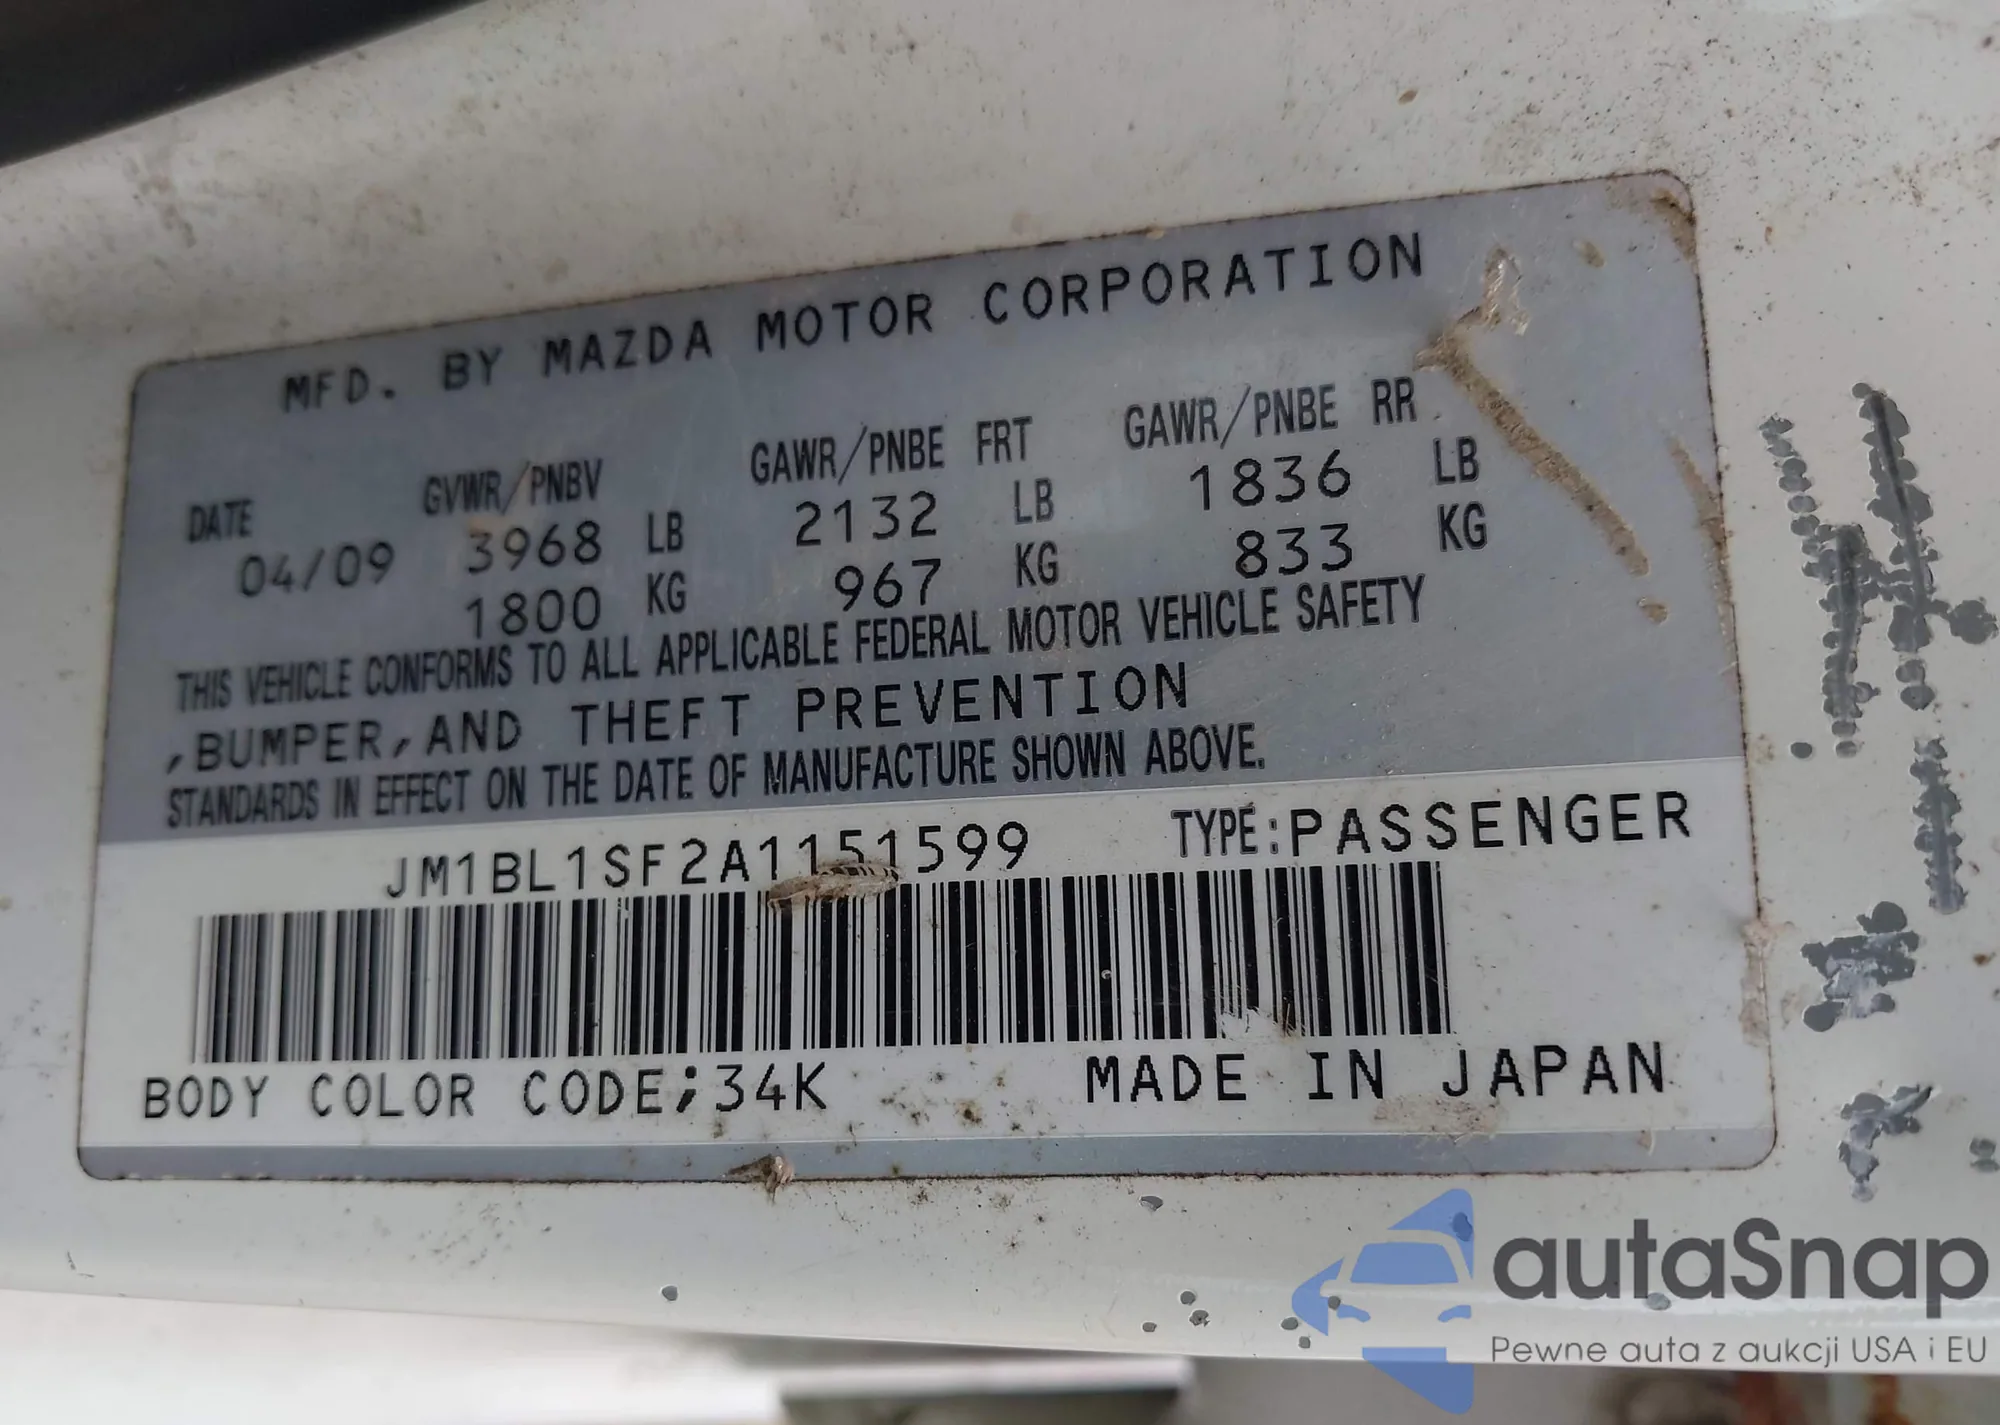 MFD. BY MAZDA MOTOR CORPORATION
DATE GVWR/PNBV GAWR/PNBE FRT GAWR/PNBE RR
04/09 3968 LB 2132 LB 1836 LB
1800 KG 967 KG 833 KG
THIS VEHICLE CONFORMS TO ALL APPLICABLE FEDERAL MOTOR VEHICLE SAFETY
,BUMPER,AND THEFT PREVENTION
STANDARDS IN EFFECT ON THE DATE OF MANUFACTURE SHOWN ABOVE.
JM1BL1SF2A1151599 TYPE:PASSENGER
BODY COLOR CODE;34K MADE IN JAPAN
autaSnap
Pewne auta z aukcji USA i EU